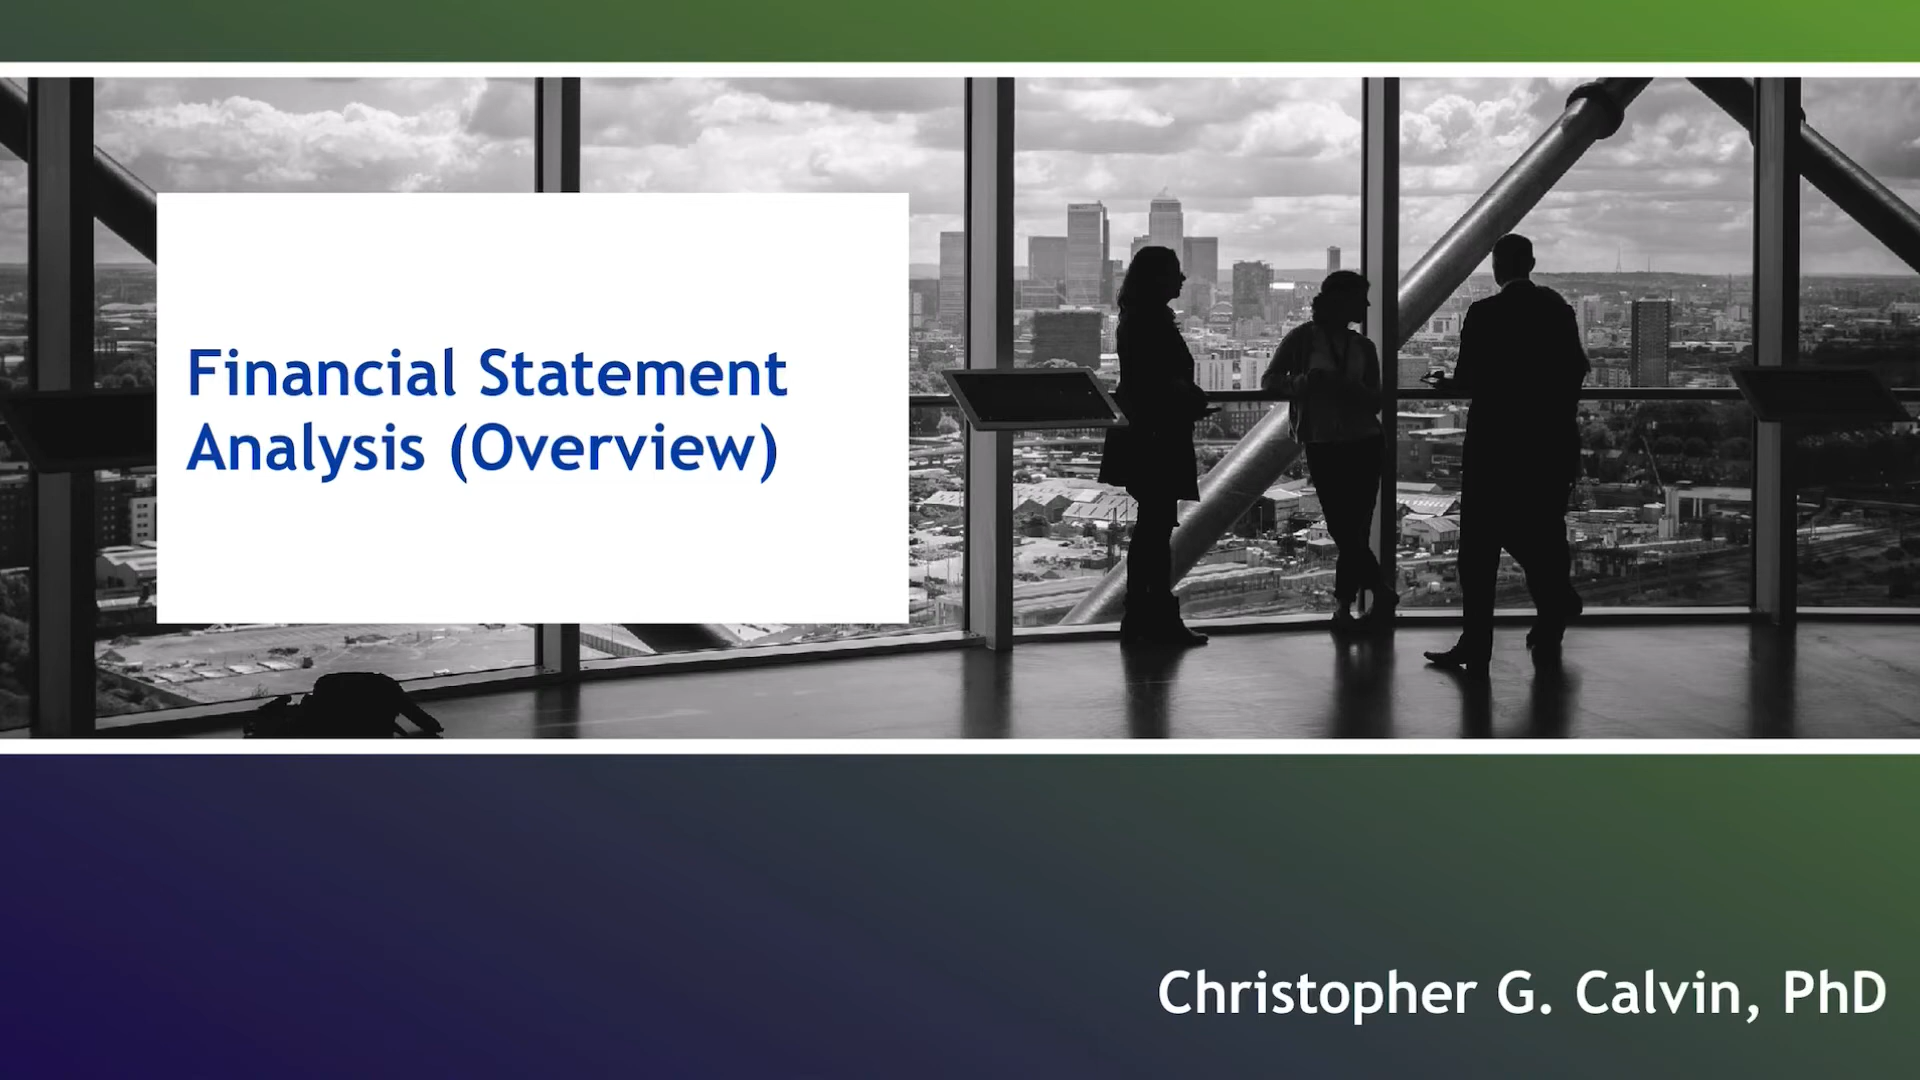 Financial Statement
Analysis (Overview)
Christopher G. Calvin, PhD